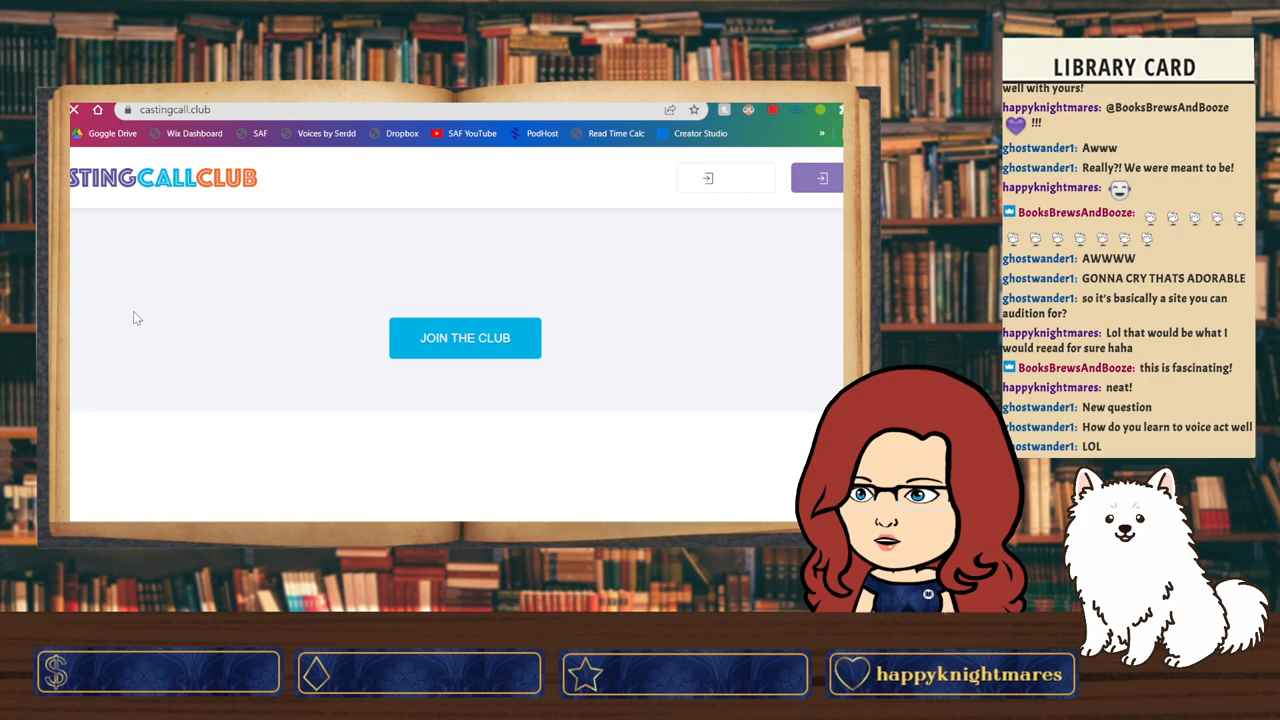 castingcall.club
Goggle Drive
Wix Dashboard
SAF
Voices by Serdd
Dropbox
SAF YouTube
PodHost
Read Time Calc
Creator Studio
»
STINGCALLCLUB
JOIN THE CLUB
LIBRARY CARD
well with yours!
happyknightmares: @BooksBrewsAndBooze
!!!
ghostwander1: Awww
ghostwander1: Really?! We were meant to be!
happyknightmares:
BooksBrewsAndBooze:
ghostwander1: AWWWW
ghostwander1: GONNA CRY THATS ADORABLE
ghostwander1: so it's basically a site you can
audition for?
happyknightmares: Lol that would be what I
would reead for sure haha
BooksBrewsAndBooze: this is fascinating!
happyknightmares: neat!
ghostwander1: New question
ghostwander1: How do you learn to voice act well
ghostwander1: LOL
$
happyknightmares